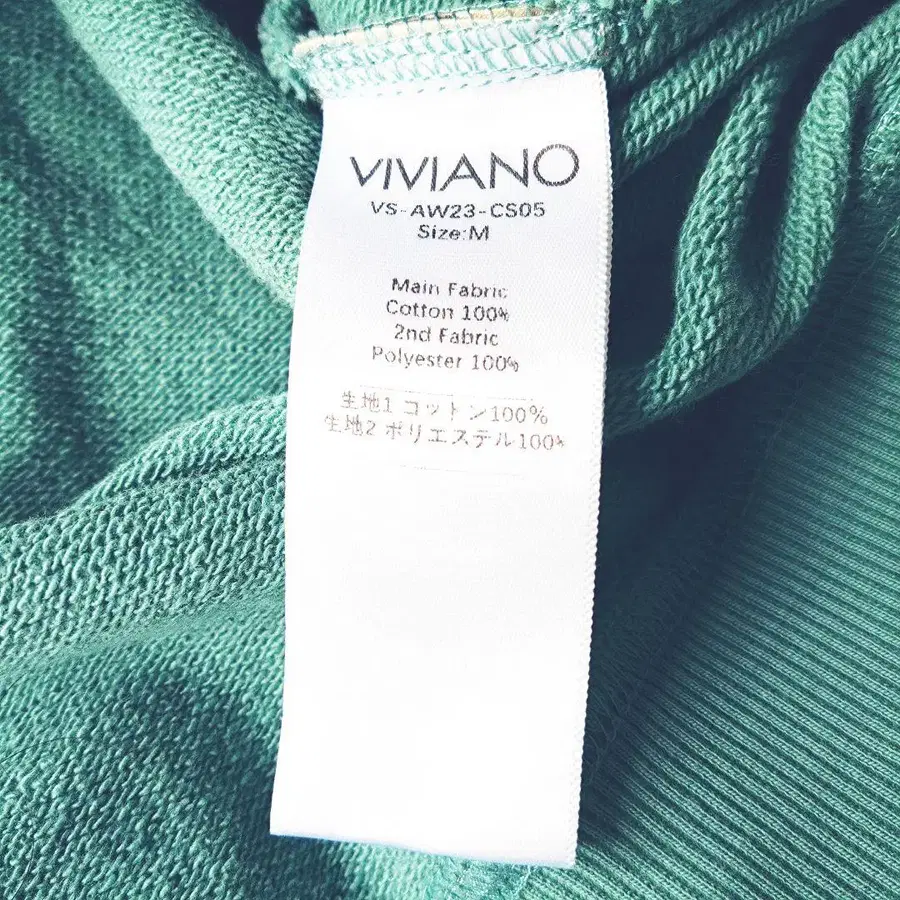 VIVIANO
VS-AW23-CS05
Size:M
Main Fabric
Cotton 100%
2nd Fabric
Polyester 100%
生地1 コットン100%
生地2 ポリエステル100%